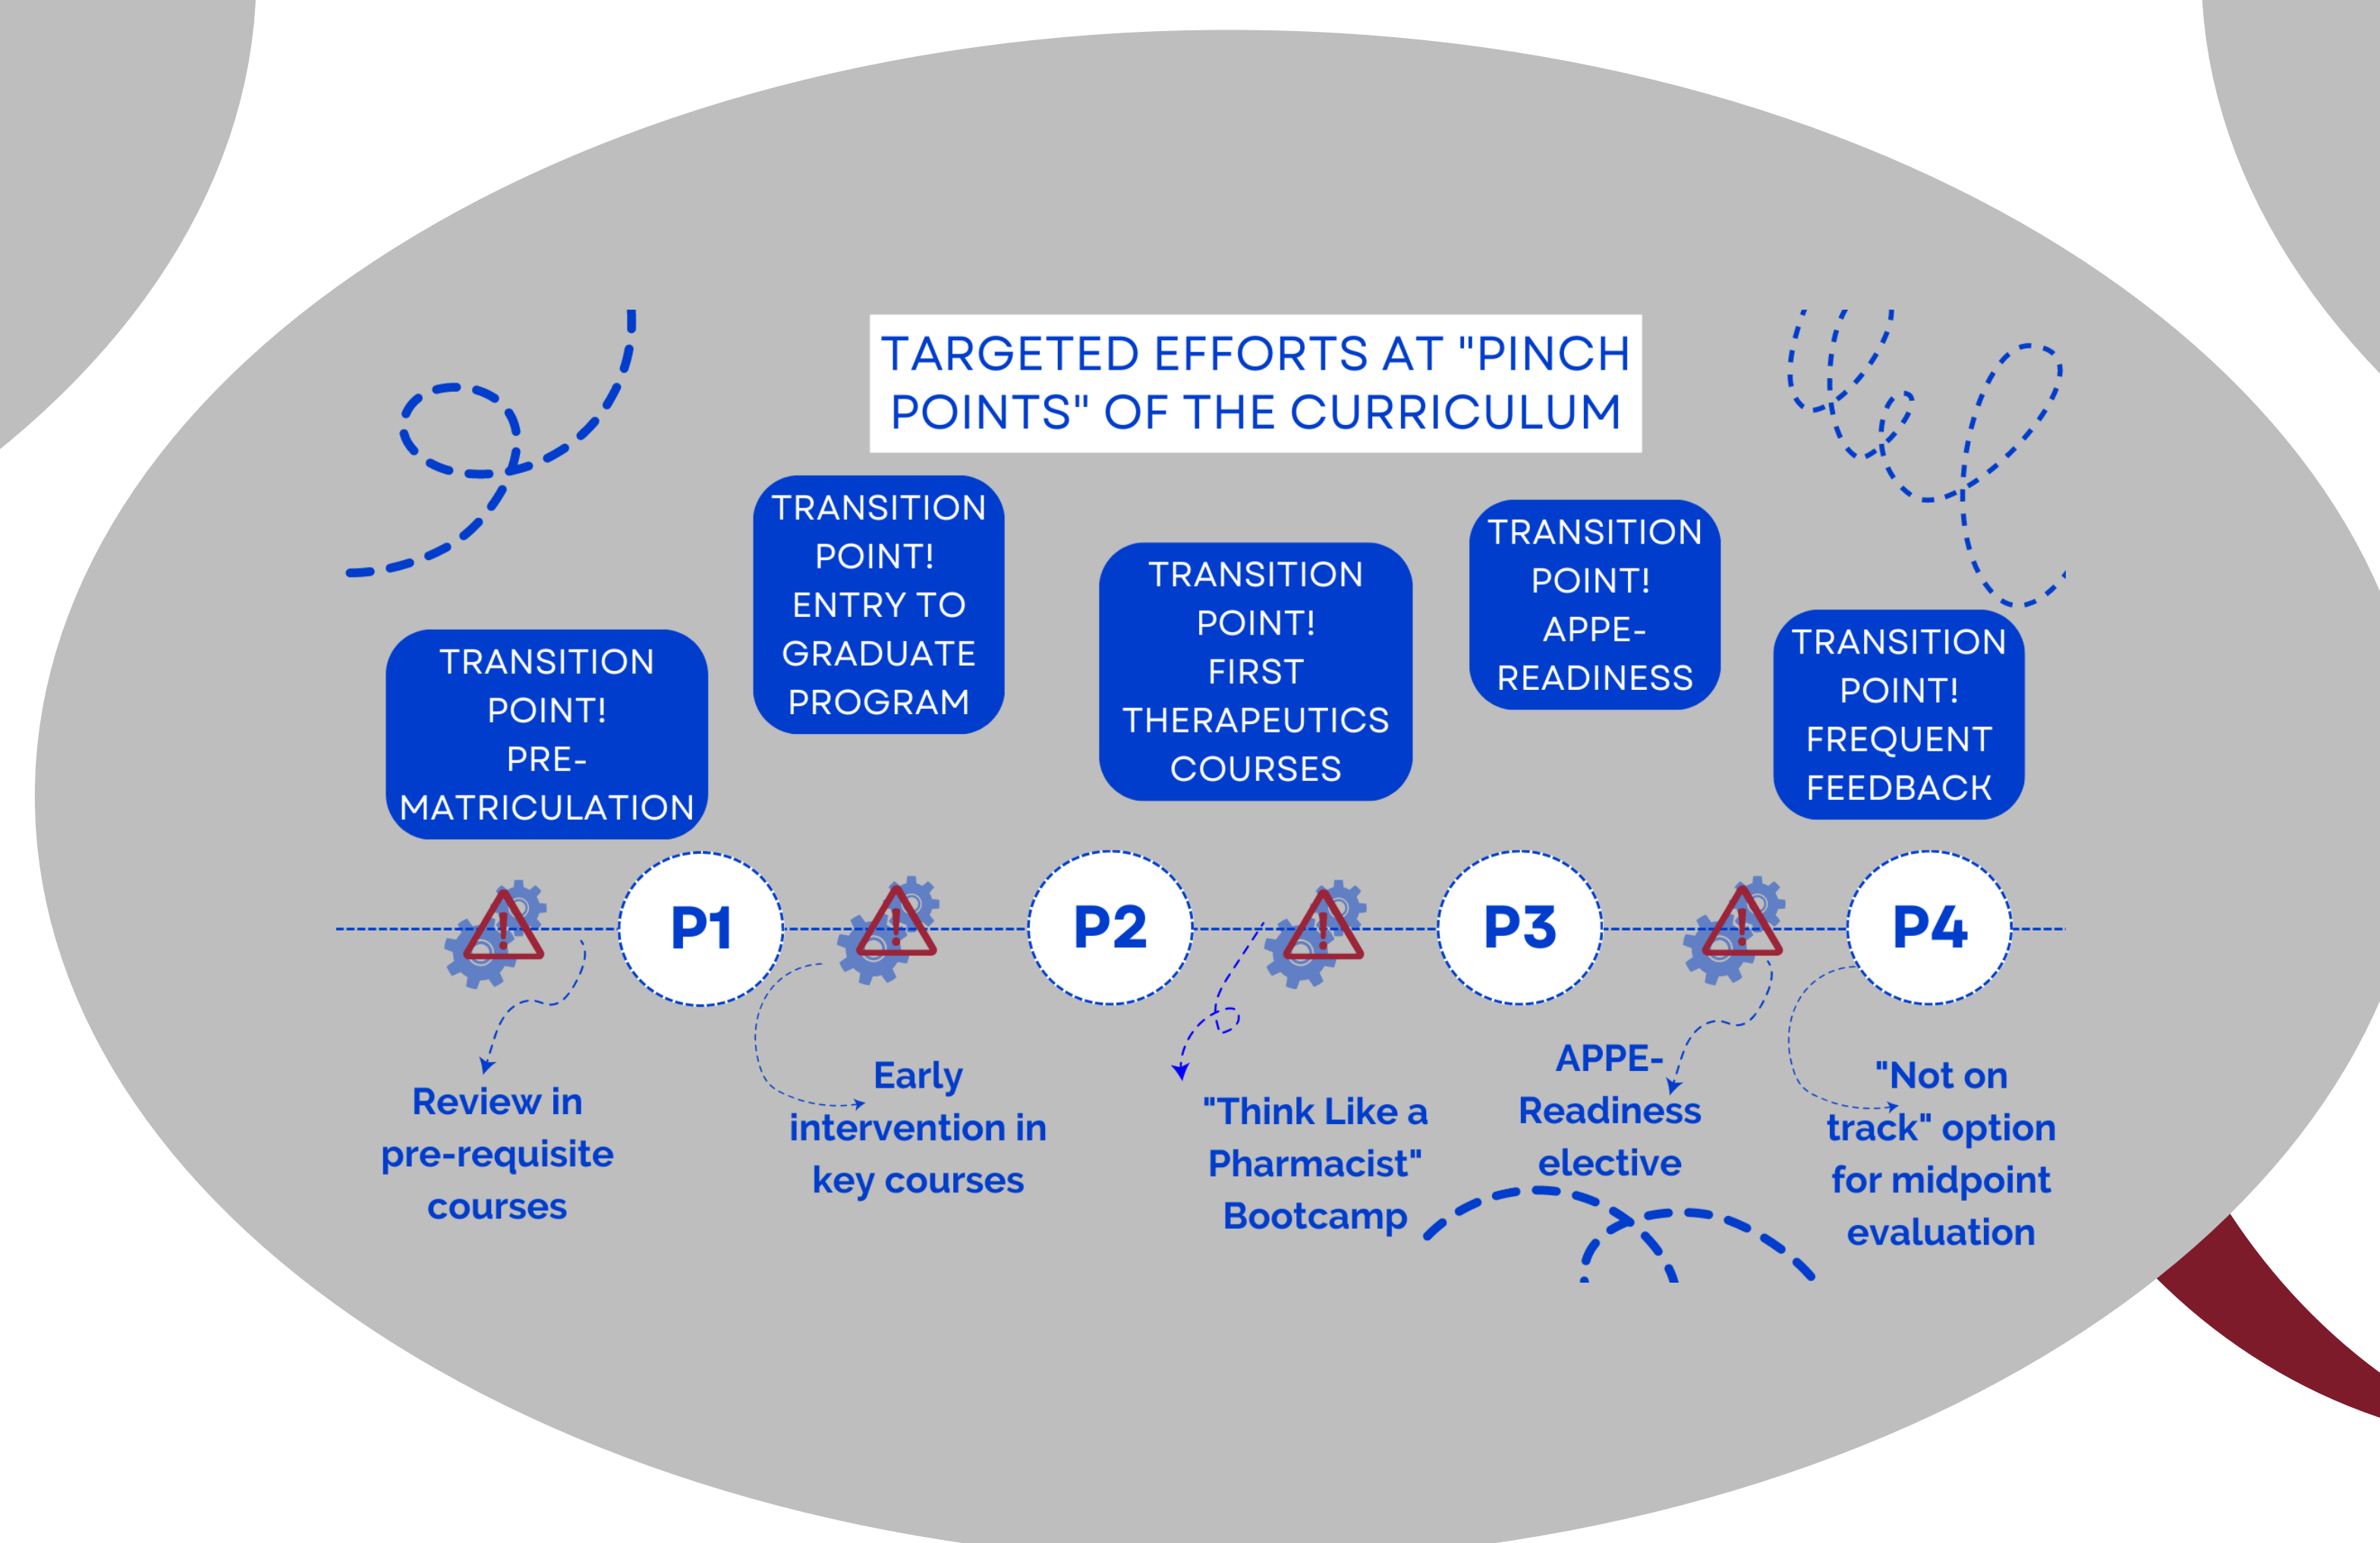 TARGETED EFFORTS AT "PINCH
POINTS" OF THE CURRICULUM
TRANSITION
POINT!
PRE-
MATRICULATION
TRANSITION
POINT!
ENTRY TO
GRADUATE
PROGRAM
TRANSITION
POINT!
FIRST
THERAPEUTICS
COURSES
TRANSITION
POINT!
APPE-
READINESS
TRANSITION
POINT!
FREQUENT
FEEDBACK
P1
P2
P3
P4
Review in
pre-requisite
courses
Early
intervention in
key courses
"Think Like a
Pharmacist"
Bootcamp
APPE-
Readiness
elective
"Not on
track" option
for midpoint
evaluation